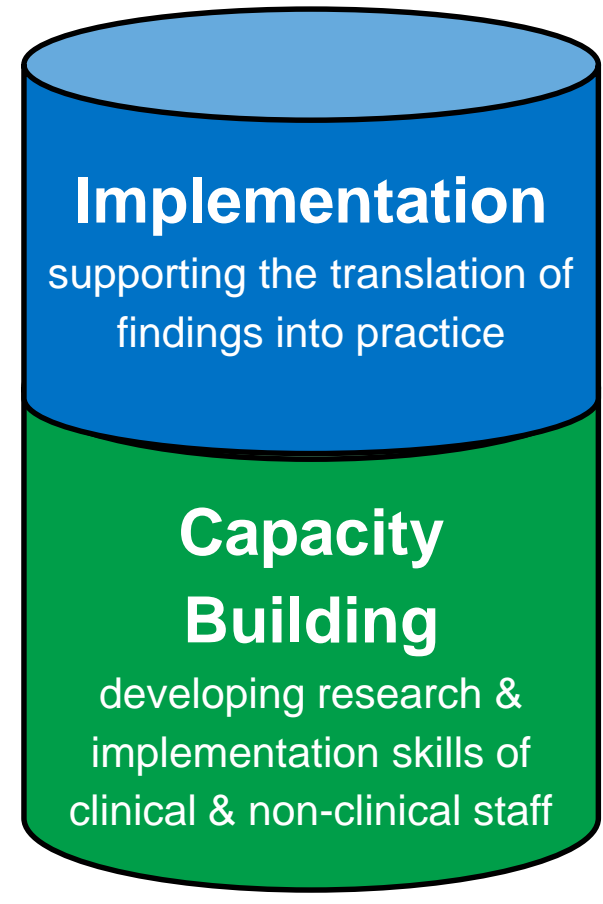 Implementation
supporting the translation of
findings into practice
Capacity
Building
developing research &
implementation skills of
clinical & non-clinical staff